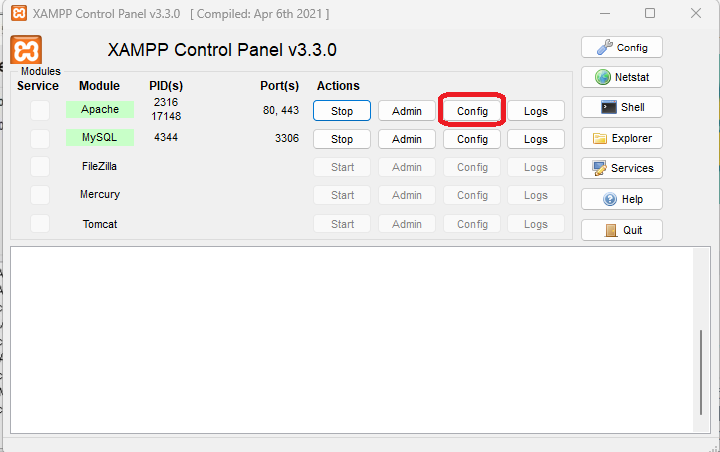 XAMPP Control Panel v3.3.0 [ Compiled: Apr 6th 2021 ]
XAMPP Control Panel v3.3.0
Config
Modules
Service Module PID(s) Port(s) Actions
Netstat
Apache 2316 17148 80, 443 Stop Admin Config Logs
Shell
MySQL 4344 3306 Stop Admin Config Logs
Explorer
FileZilla Start Admin Config Logs
Services
Mercury Start Admin Config Logs
Help
Tomcat Start Admin Config Logs
Quit